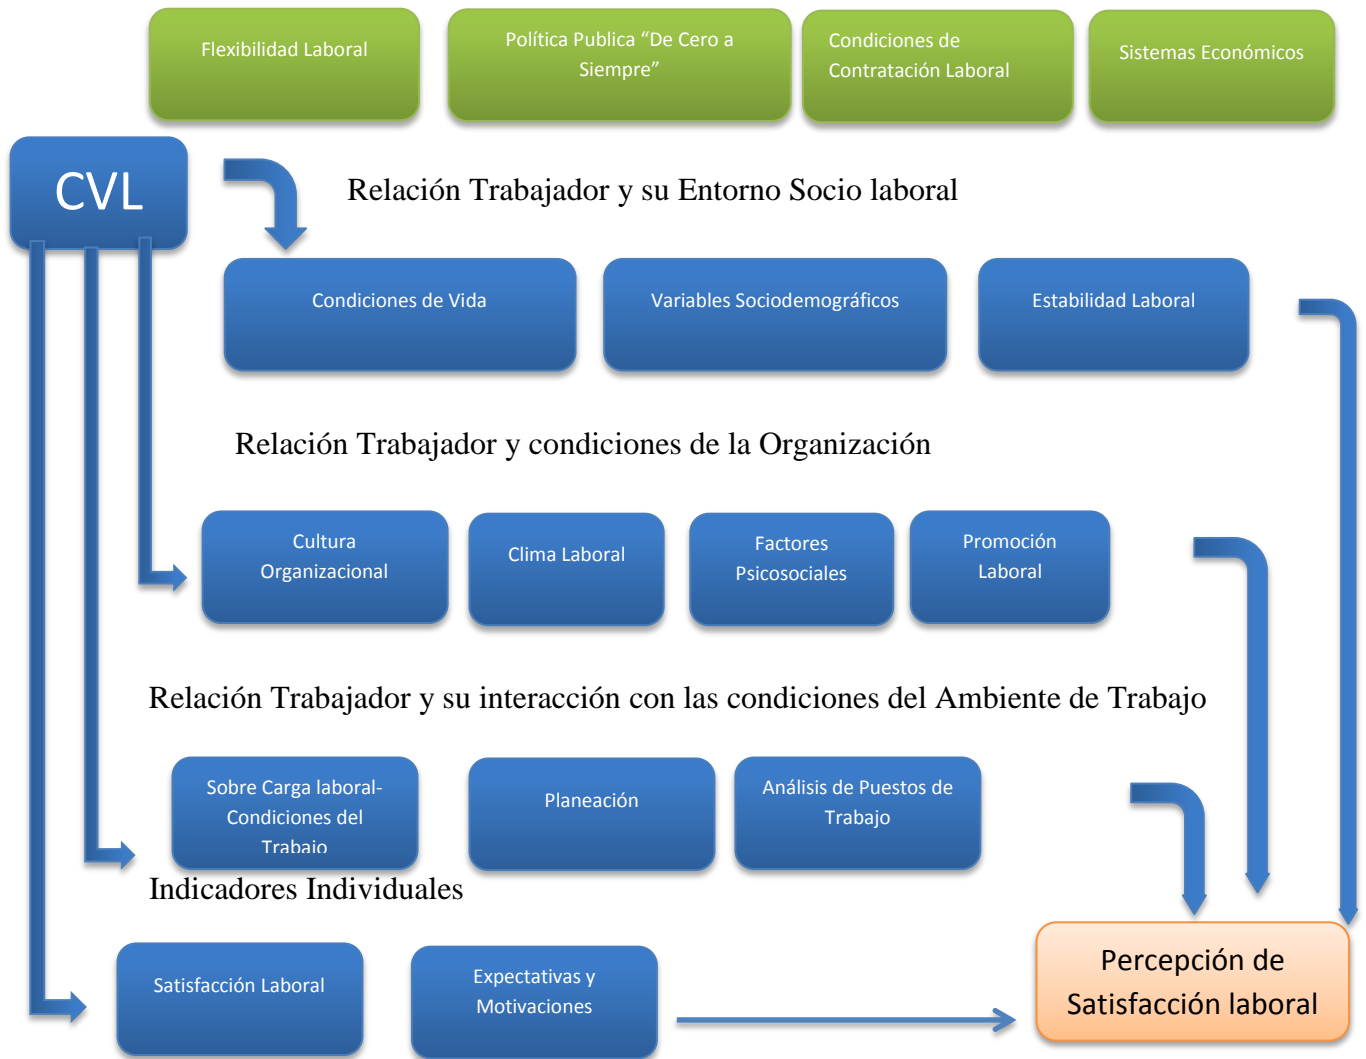 Flexibilidad Laboral
Política Publica “De Cero a
Siempre”
Condiciones de
Contratación Laboral
Sistemas Económicos
CVL
Relación Trabajador y su Entorno Socio laboral
Condiciones de Vida
Variables Sociodemográficos
Estabilidad Laboral
Relación Trabajador y condiciones de la Organización
Cultura
Organizacional
Clima Laboral
Factores
Psicosociales
Promoción
Laboral
Relación Trabajador y su interacción con las condiciones del Ambiente de Trabajo
Sobre Carga laboral-
Condiciones del
Trabajo
Planeación
Análisis de Puestos de
Trabajo
Indicadores Individuales
Satisfacción Laboral
Expectativas y
Motivaciones
Percepción de
Satisfacción laboral